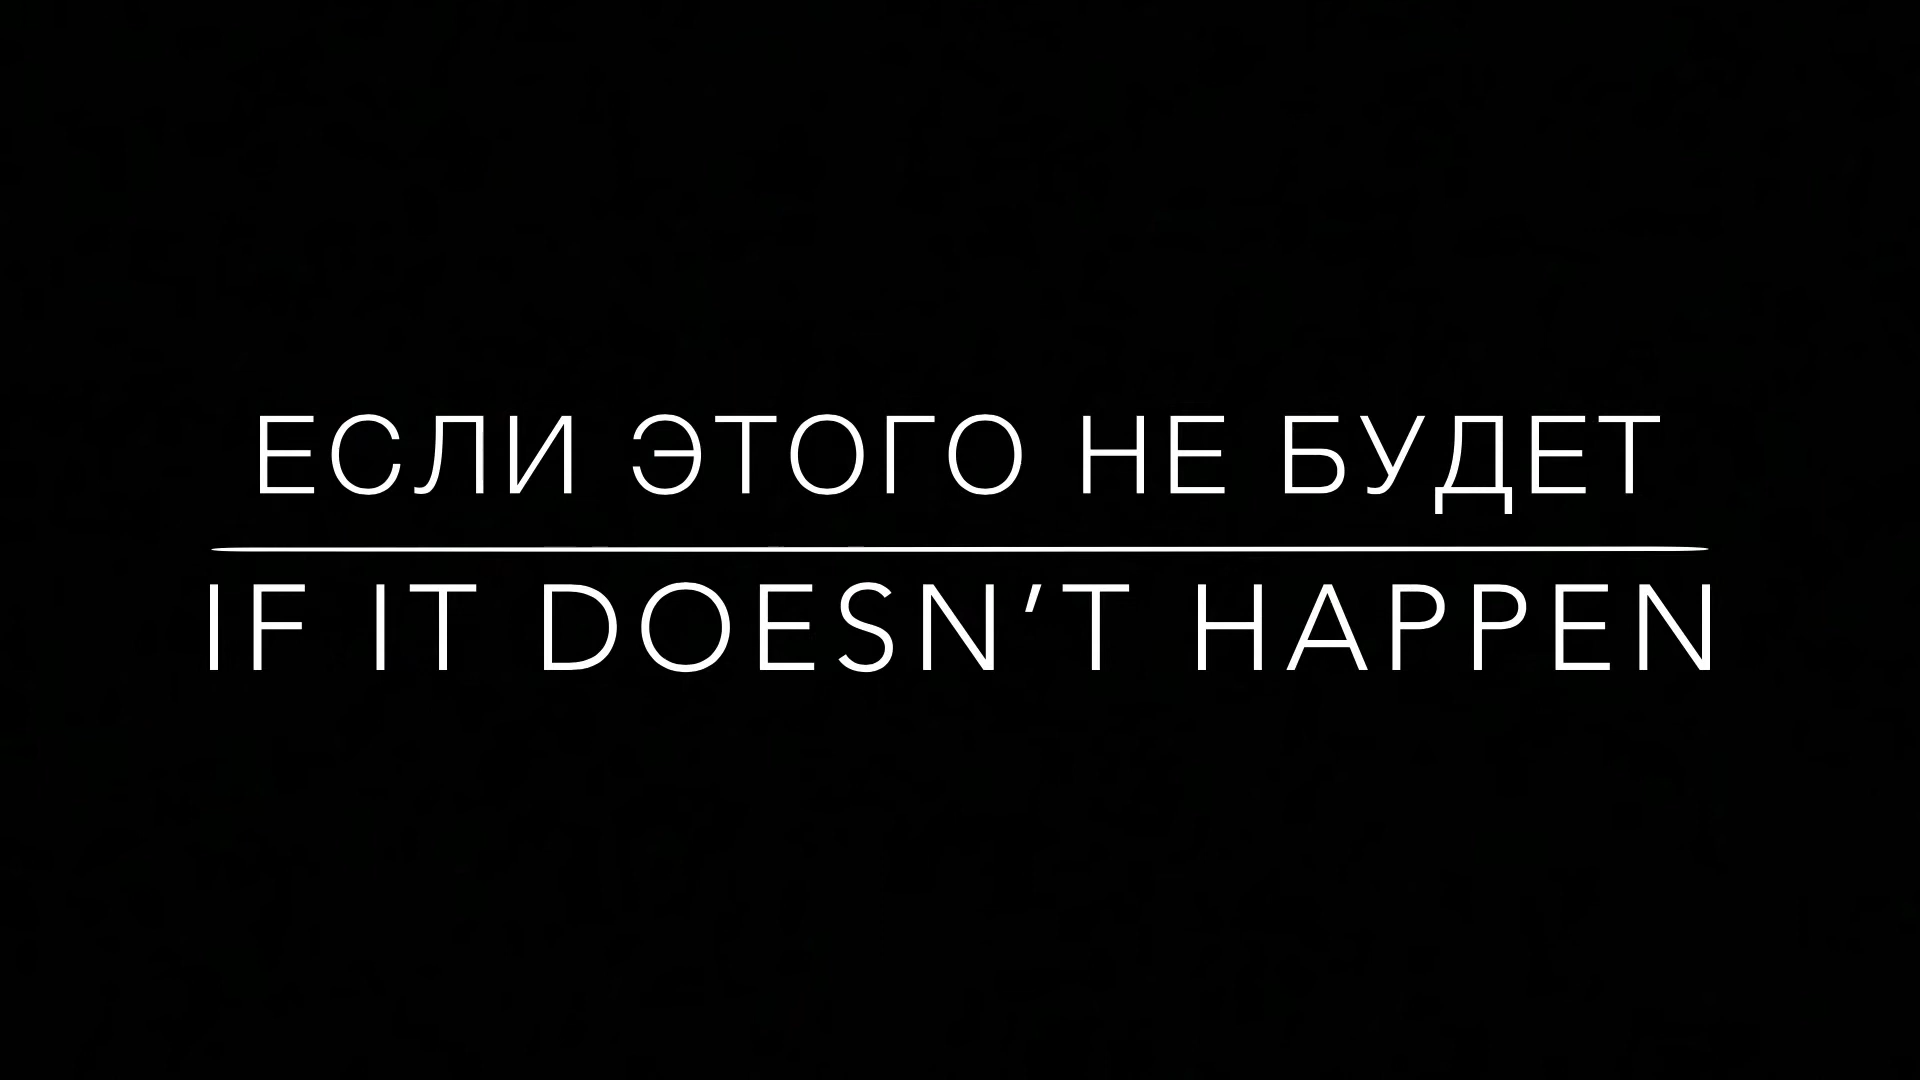 ЕСЛИ ЭТОГО НЕ БУДЕТ
IF IT DOESN’T HAPPEN